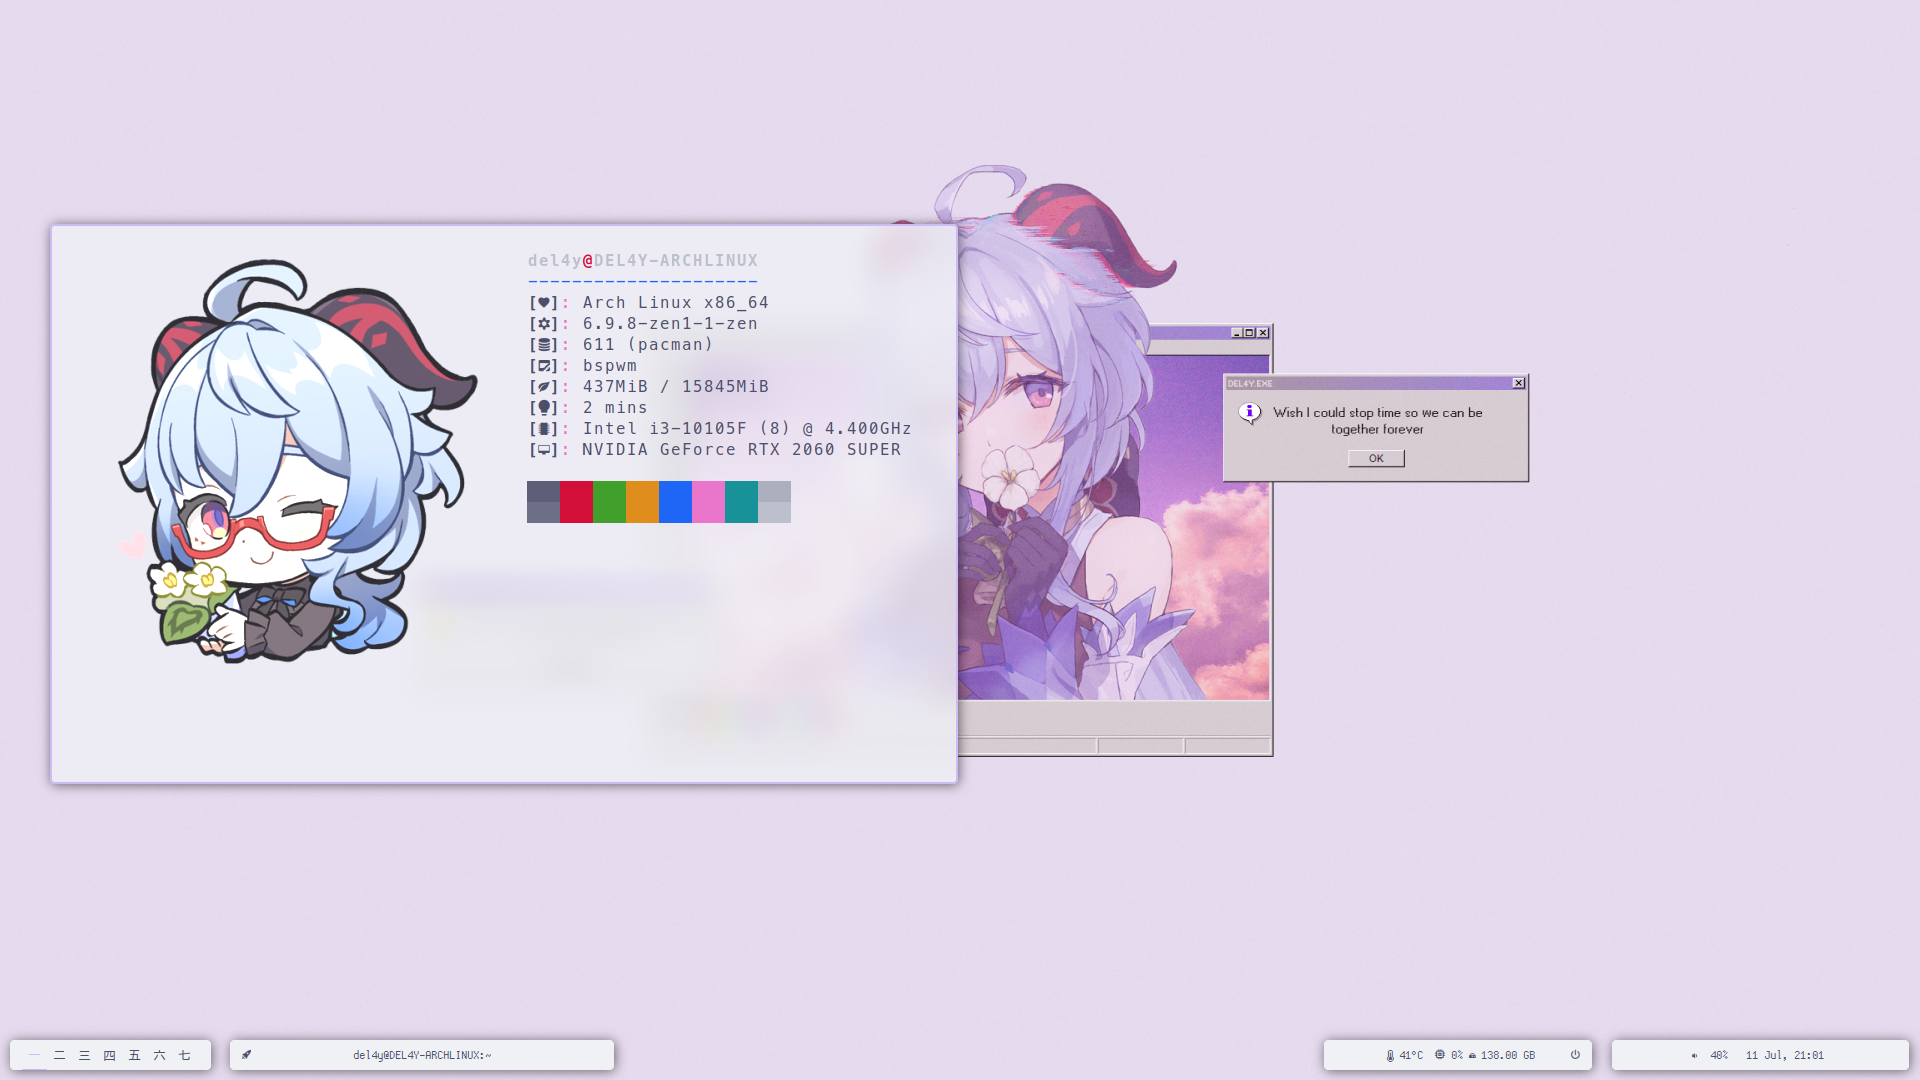 del4y@DEL4Y-ARCHLINUX
---------------------
[]: Arch Linux x86_64
[]: 6.9.8-zen1-1-zen
[]: 611 (pacman)
[]: bspwm
[]: 437MiB / 15845MiB
[]: 2 mins
[]: Intel i3-10105F (8) @ 4.400GHz
[]: NVIDIA GeForce RTX 2060 SUPER
DEL4Y.EXE
Wish I could stop time so we can be
together forever
OK
一 二 三 四 五 六 七
del4y@DEL4Y-ARCHLINUX:~
41°C 0% 138.00 GB
40% 11 Jul, 21:01